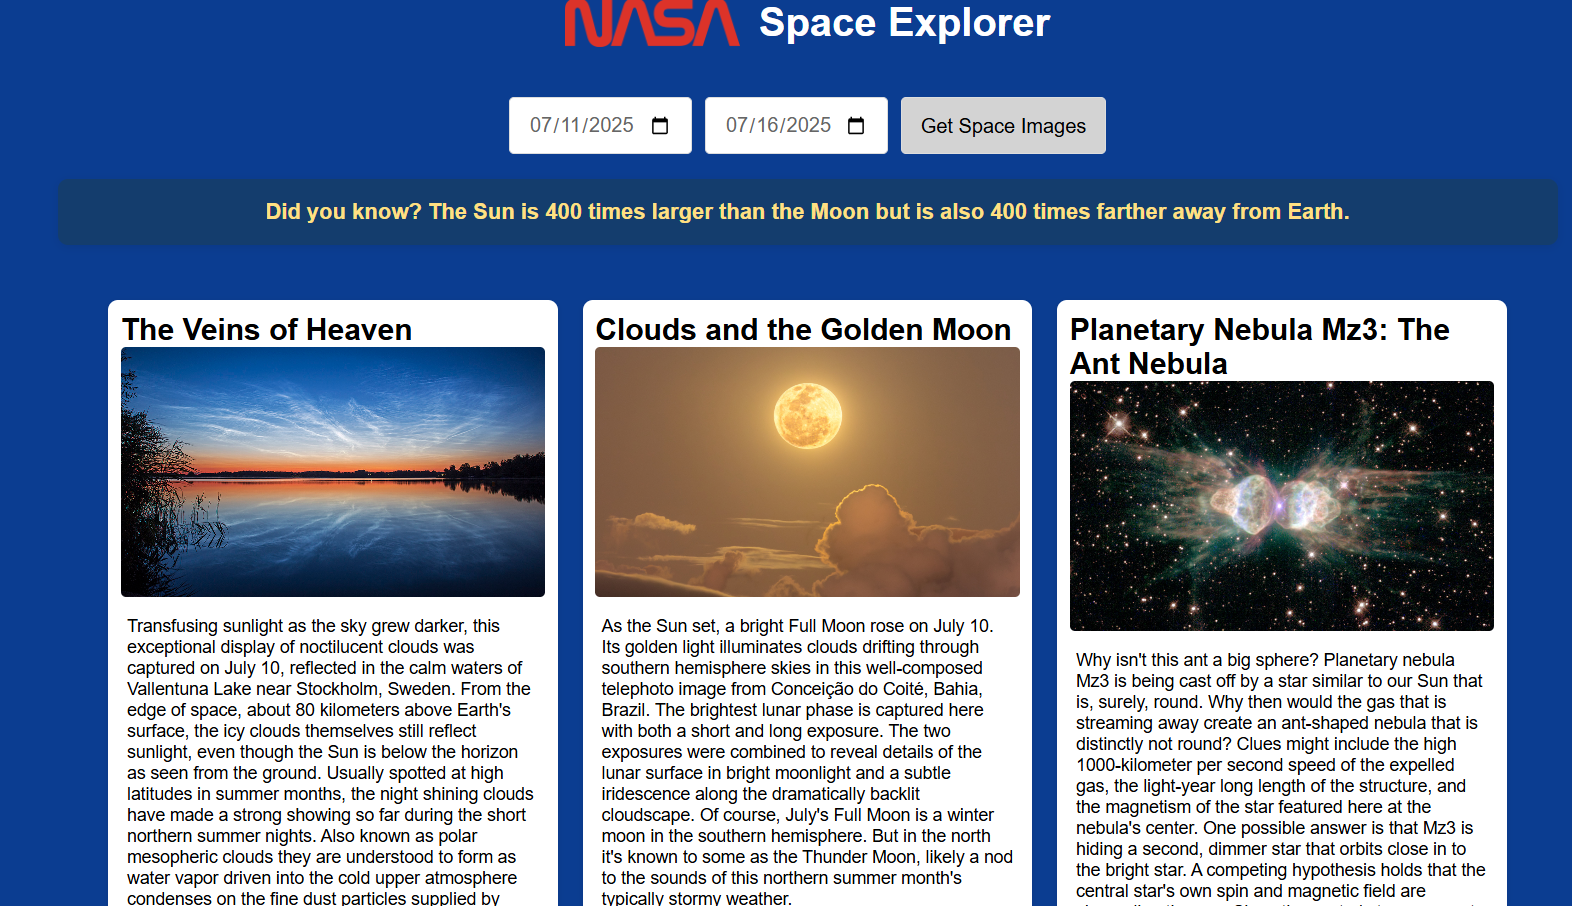 NASA Space Explorer
07/11/2025 07/16/2025 Get Space Images
Did you know? The Sun is 400 times larger than the Moon but is also 400 times farther away from Earth.
The Veins of Heaven
Transfusing sunlight as the sky grew darker, this
exceptional display of noctilucent clouds was
captured on July 10, reflected in the calm waters of
Vallentuna Lake near Stockholm, Sweden. From the
edge of space, about 80 kilometers above Earth's
surface, the icy clouds themselves still reflect
sunlight, even though the Sun is below the horizon
as seen from the ground. Usually spotted at high
latitudes in summer months, the night shining clouds
have made a strong showing so far during the short
northern summer nights. Also known as polar
mesopheric clouds they are understood to form as
water vapor driven into the cold upper atmosphere
condenses on the fine dust particles supplied by
Clouds and the Golden Moon
As the Sun set, a bright Full Moon rose on July 10.
Its golden light illuminates clouds drifting through
southern hemisphere skies in this well-composed
telephoto image from Conceição do Coité, Bahia,
Brazil. The brightest lunar phase is captured here
with both a short and long exposure. The two
exposures were combined to reveal details of the
lunar surface in bright moonlight and a subtle
iridescence along the dramatically backlit
cloudscape. Of course, July's Full Moon is a winter
moon in the southern hemisphere. But in the north
it's known to some as the Thunder Moon, likely a nod
to the sounds of this northern summer month's
typically stormy weather.
Planetary Nebula Mz3: The
Ant Nebula
Why isn't this ant a big sphere? Planetary nebula
Mz3 is being cast off by a star similar to our Sun that
is, surely, round. Why then would the gas that is
streaming away create an ant-shaped nebula that is
distinctly not round? Clues might include the high
1000-kilometer per second speed of the expelled
gas, the light-year long length of the structure, and
the magnetism of the star featured here at the
nebula's center. One possible answer is that Mz3 is
hiding a second, dimmer star that orbits close in to
the bright star. A competing hypothesis holds that the
central star's own spin and magnetic field are